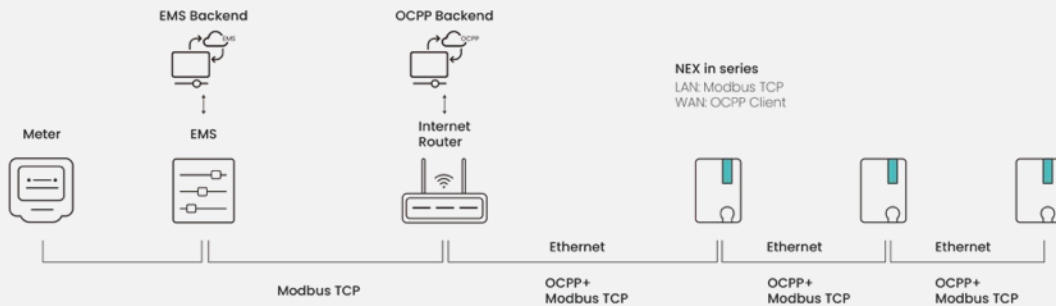 EMS Backend
OCPP Backend
EMS
OCPP
NEX in series
LAN: Modbus TCP
WAN: OCPP Client
Meter
EMS
Internet
Router
Ethernet
Ethernet
Ethernet
Modbus TCP
OCPP+
Modbus TCP
OCPP+
Modbus TCP
OCPP+
Modbus TCP